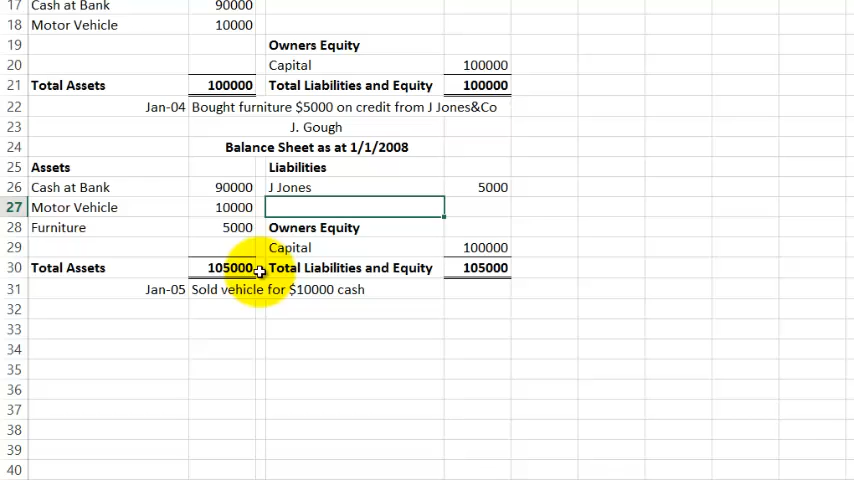 17 Cash at Bank 90000
18 Motor Vehicle 10000
19 Owners Equity
20 Capital 100000
21 Total Assets 100000 Total Liabilities and Equity 100000
22 Jan-04 Bought furniture $5000 on credit from J Jones&Co
23 J. Gough
24 Balance Sheet as at 1/1/2008
25 Assets Liabilities
26 Cash at Bank 90000 J Jones 5000
27 Motor Vehicle 10000
28 Furniture 5000 Owners Equity
29 Capital 100000
30 Total Assets 105000 Total Liabilities and Equity 105000
31 Jan-05 Sold vehicle for $10000 cash
32
33
34
35
36
37
38
39
40